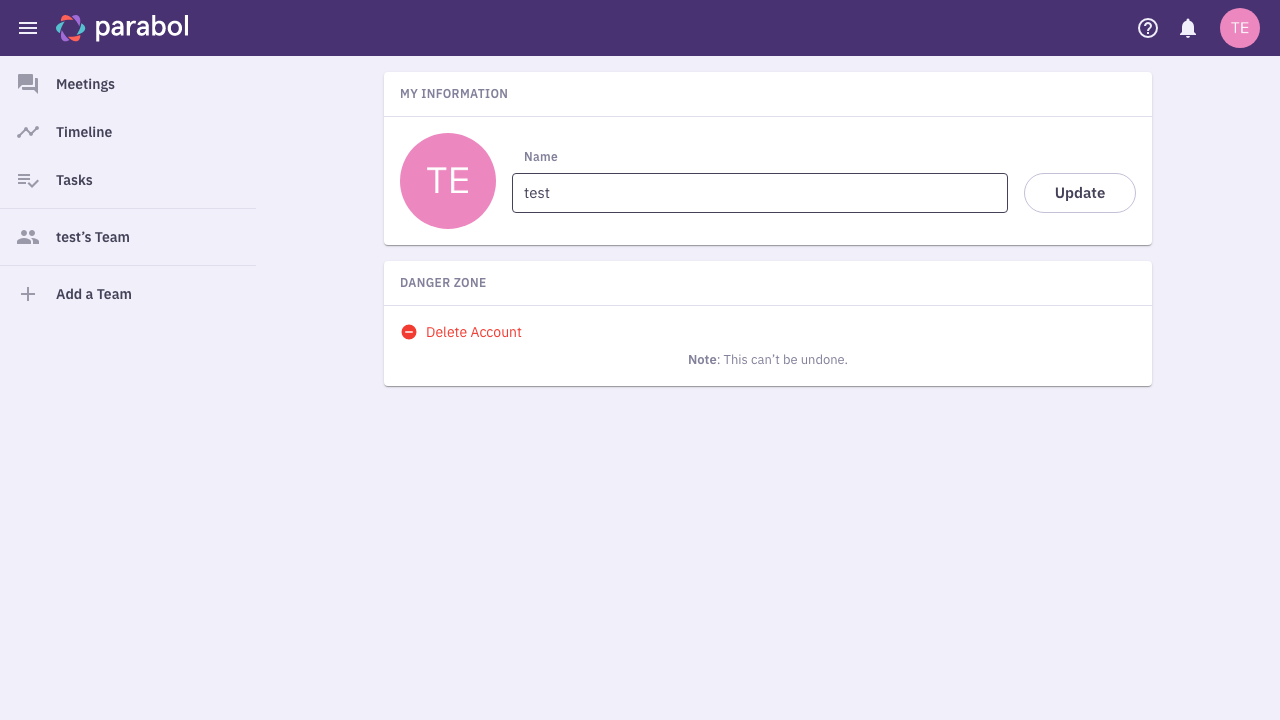 parabol
TE
Meetings
Timeline
Tasks
test’s Team
Add a Team
MY INFORMATION
TE
Name
test
Update
DANGER ZONE
Delete Account
Note: This can’t be undone.